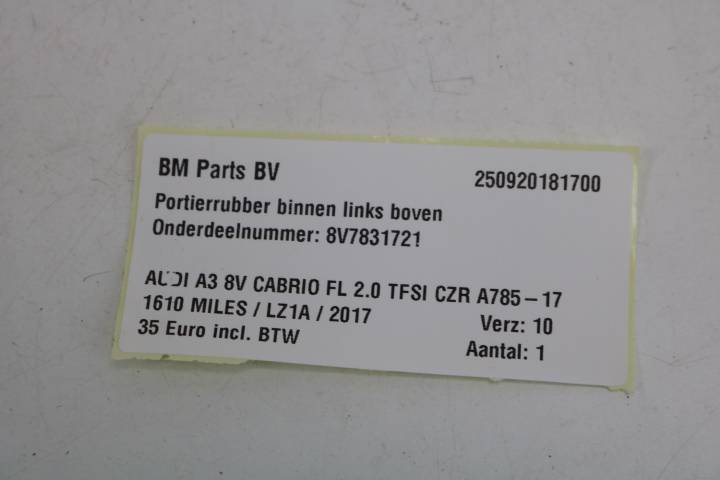 BM Parts BV 250920181700
Portierrubber binnen links boven
Onderdeelnummer: 8V7831721
AUDI A3 8V CABRIO FL 2.0 TFSI CZR A785-17
1610 MILES / LZ1A / 2017 Verz: 10
35 Euro incl. BTW Aantal: 1